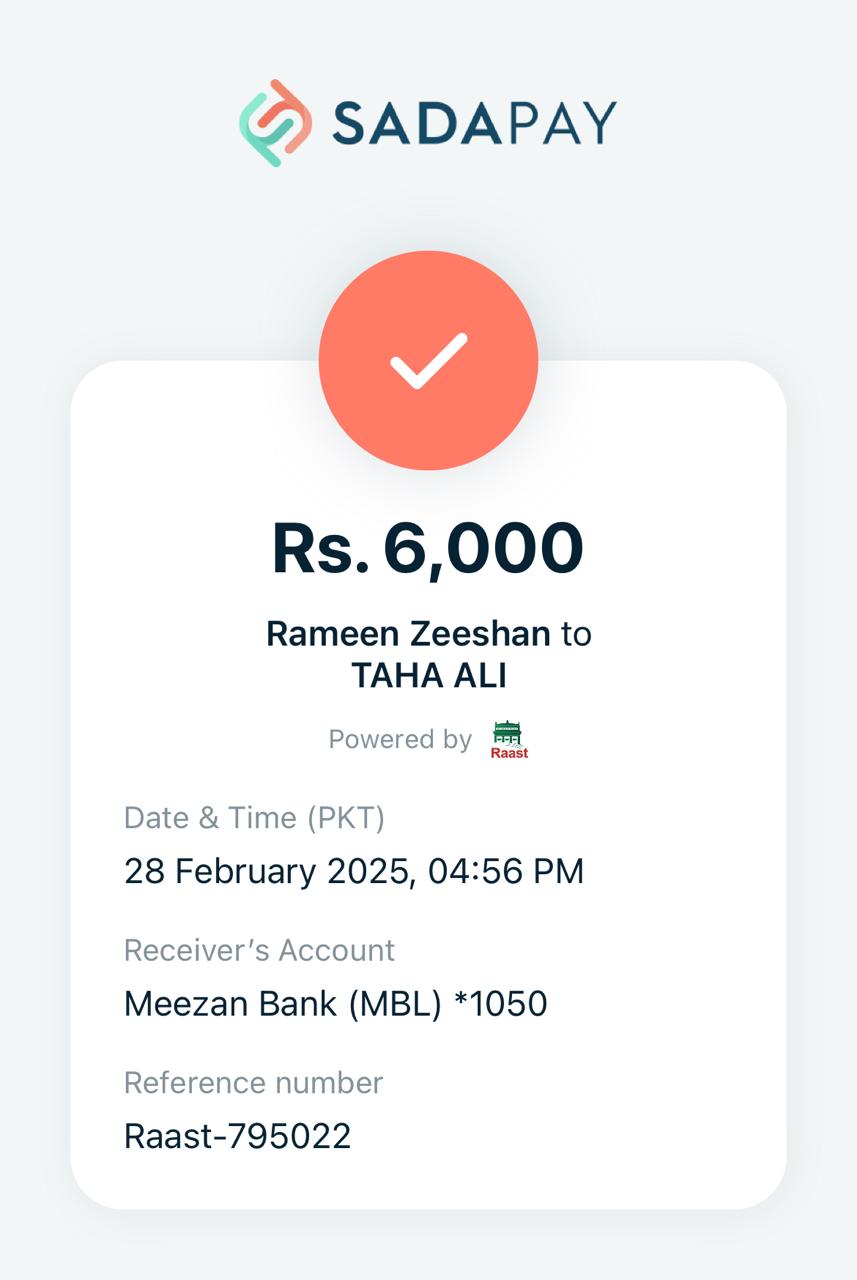 SADAPAY
Rs. 6,000
Rameen Zeeshan to
TAHA ALI
Powered by Raast
Date & Time (PKT)
28 February 2025, 04:56 PM
Receiver’s Account
Meezan Bank (MBL) *1050
Reference number
Raast-795022